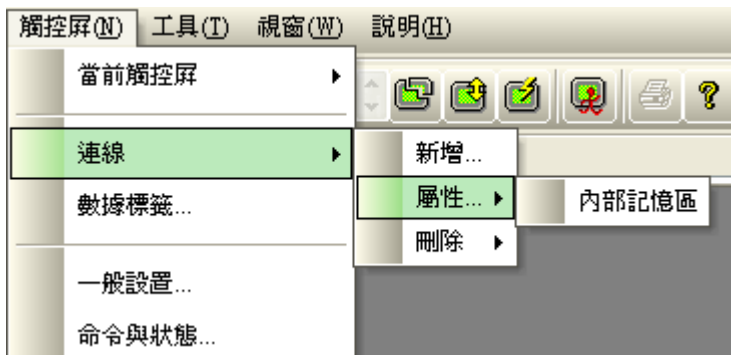 觸控屛(N) 工具(T) 視窗(W) 說明(H)
當前觸控屛
連線
新增...
數據標籤...
屬性...
內部記憶區
刪除
一般設置...
命令與狀態...